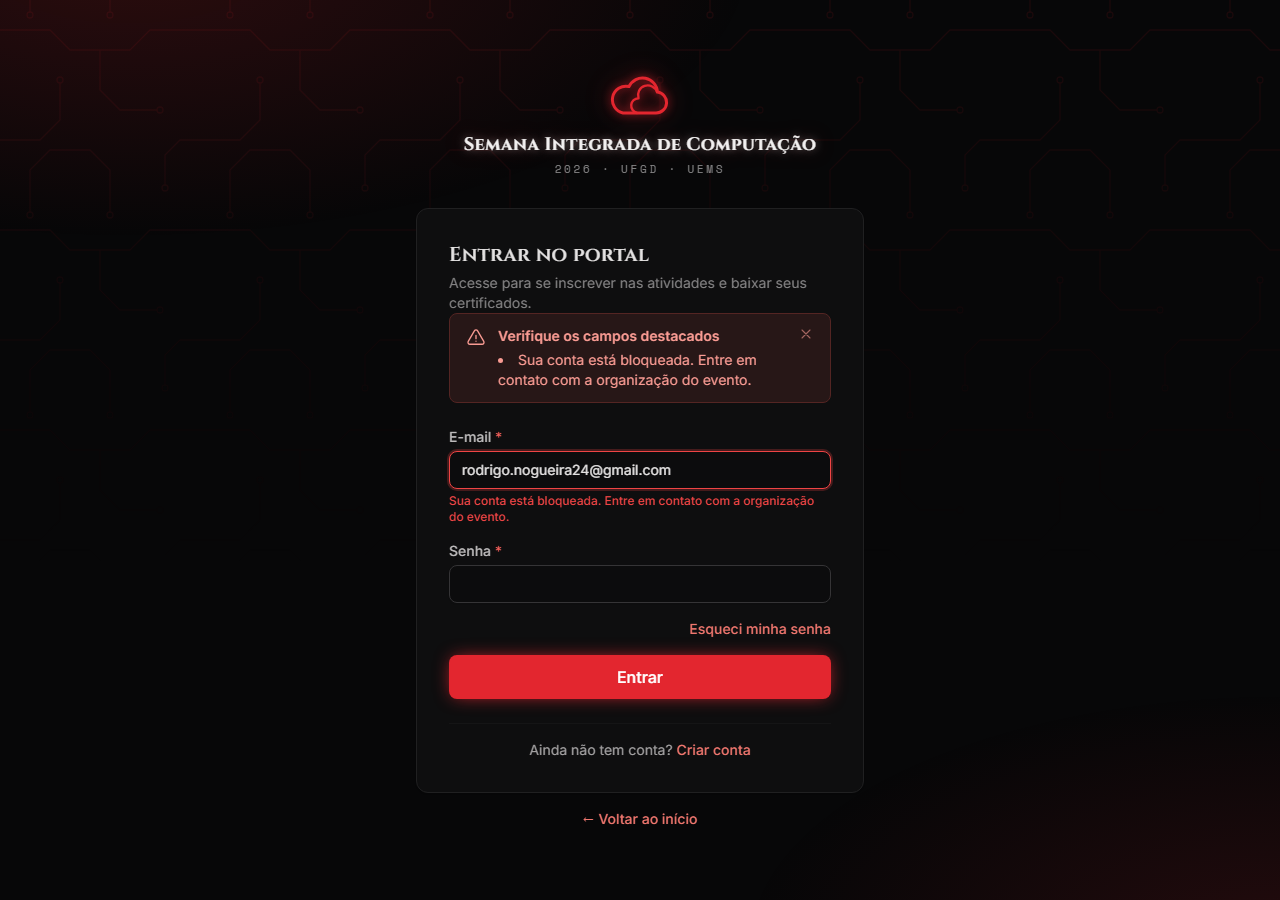 Semana Integrada de Computação
2026 · UFGD · UEMS
Entrar no portal
Acesse para se inscrever nas atividades e baixar seus
certificados.
Verifique os campos destacados
• Sua conta está bloqueada. Entre em
contato com a organização do evento.
E-mail *
rodrigo.nogueira24@gmail.com
Sua conta está bloqueada. Entre em contato com a organização
do evento.
Senha *
Esqueci minha senha
Entrar
Ainda não tem conta? Criar conta
← Voltar ao início